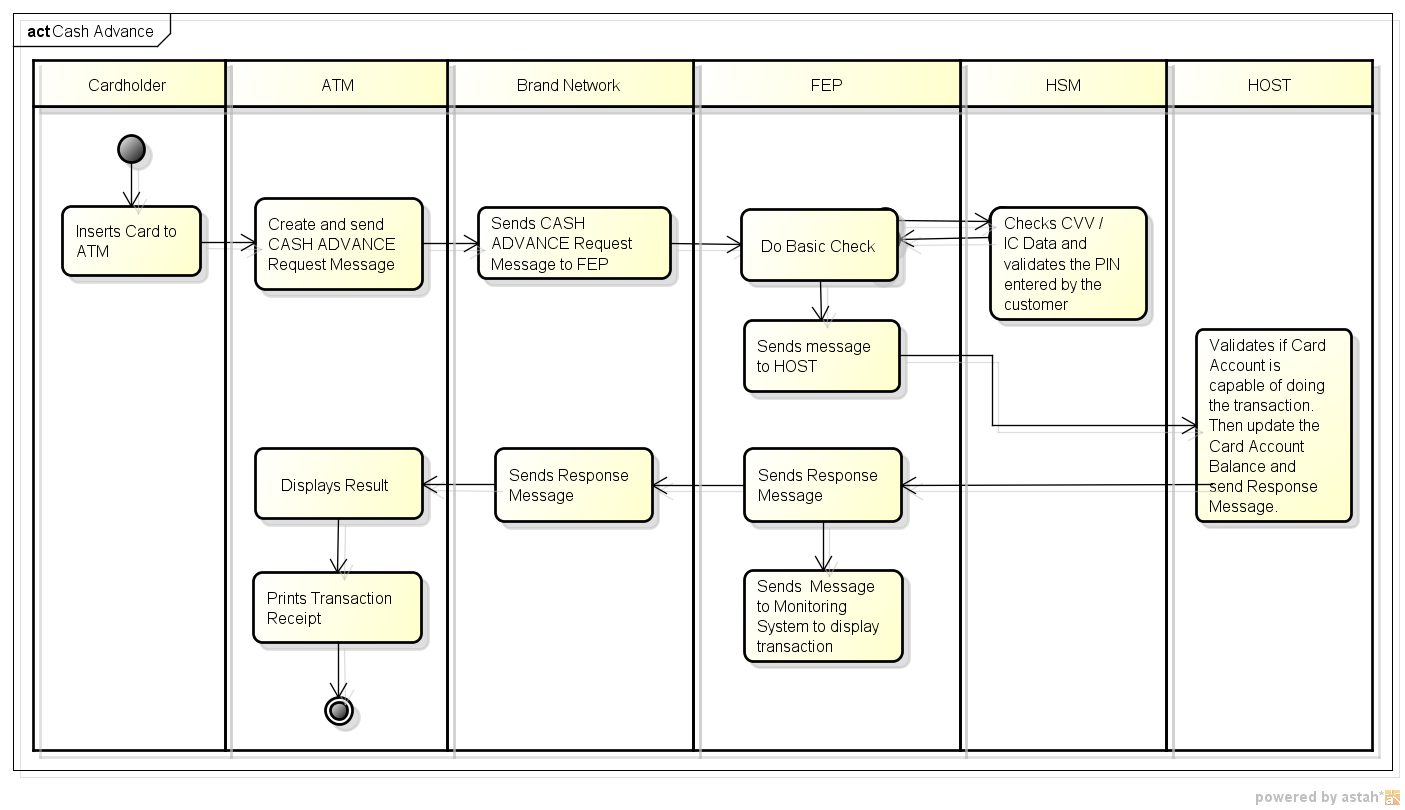 act Cash Advance
Cardholder
ATM
Brand Network
FEP
HSM
HOST
Inserts Card to
ATM
Create and send
CASH ADVANCE
Request Message
Sends CASH
ADVANCE Request
Message to FEP
Do Basic Check
Checks CVV /
IC Data and
validates the PIN
entered by the
customer
Sends message
to HOST
Validates if Card
Account is
capable of doing
the transaction.
Then update the
Card Account
Balance and
send Response
Message.
Displays Result
Sends Response
Message
Sends Response
Message
Prints Transaction
Receipt
Sends  Message
to Monitoring
System to display
transaction
powered by astah*